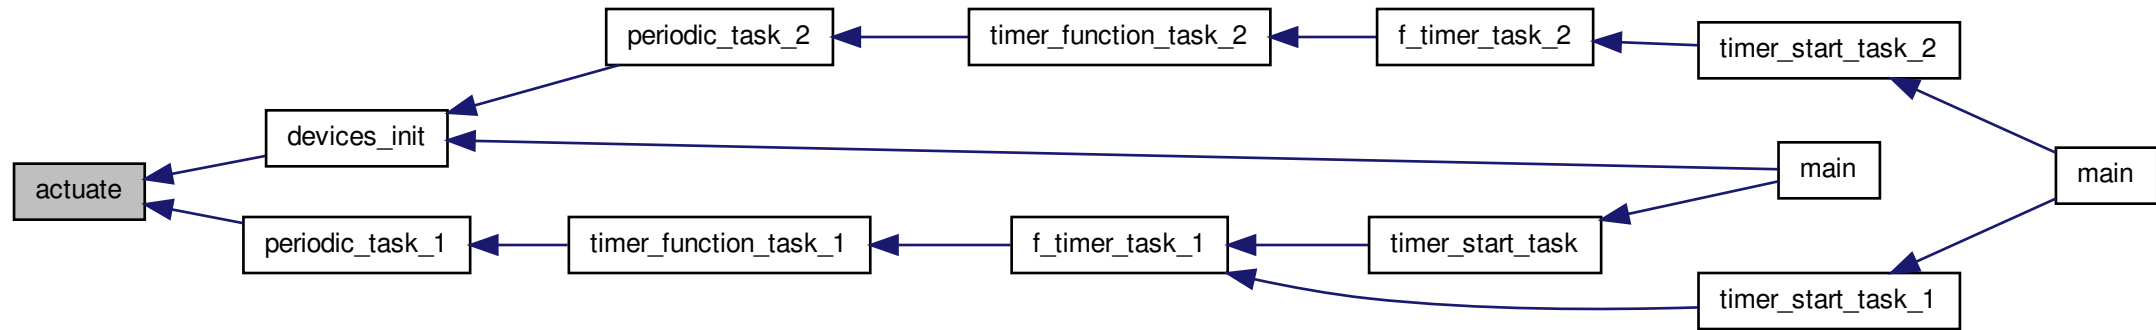 periodic_task_2
timer_function_task_2
f_timer_task_2
timer_start_task_2
devices_init
main
main
actuate
periodic_task_1
timer_function_task_1
f_timer_task_1
timer_start_task
timer_start_task_1